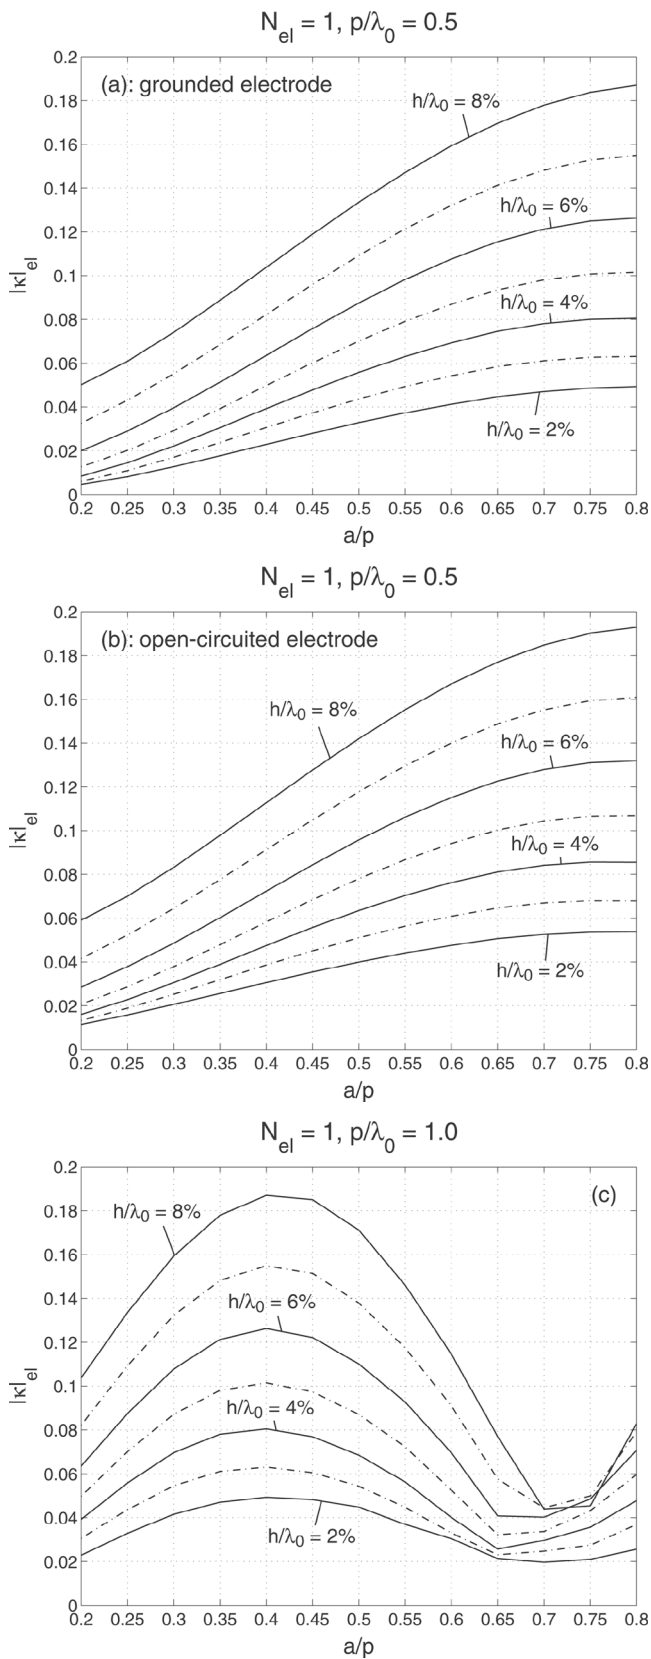 N_el = 1, p/λ_0 = 0.5
(a): grounded electrode
h/λ_0 = 8%
h/λ_0 = 6%
h/λ_0 = 4%
h/λ_0 = 2%
0.2
0.18
0.16
0.14
0.12
0.1
0.08
0.06
0.04
0.02
0
|κ|_el
0.2 0.25 0.3 0.35 0.4 0.45 0.5 0.55 0.6 0.65 0.7 0.75 0.8
a/p
N_el = 1, p/λ_0 = 0.5
(b): open-circuited electrode
h/λ_0 = 8%
h/λ_0 = 6%
h/λ_0 = 4%
h/λ_0 = 2%
0.2
0.18
0.16
0.14
0.12
0.1
0.08
0.06
0.04
0.02
0
|κ|_el
0.2 0.25 0.3 0.35 0.4 0.45 0.5 0.55 0.6 0.65 0.7 0.75 0.8
a/p
N_el = 1, p/λ_0 = 1.0
(c)
h/λ_0 = 8%
h/λ_0 = 6%
h/λ_0 = 4%
h/λ_0 = 2%
0.2
0.18
0.16
0.14
0.12
0.1
0.08
0.06
0.04
0.02
0
|κ|_el
0.2 0.25 0.3 0.35 0.4 0.45 0.5 0.55 0.6 0.65 0.7 0.75 0.8
a/p